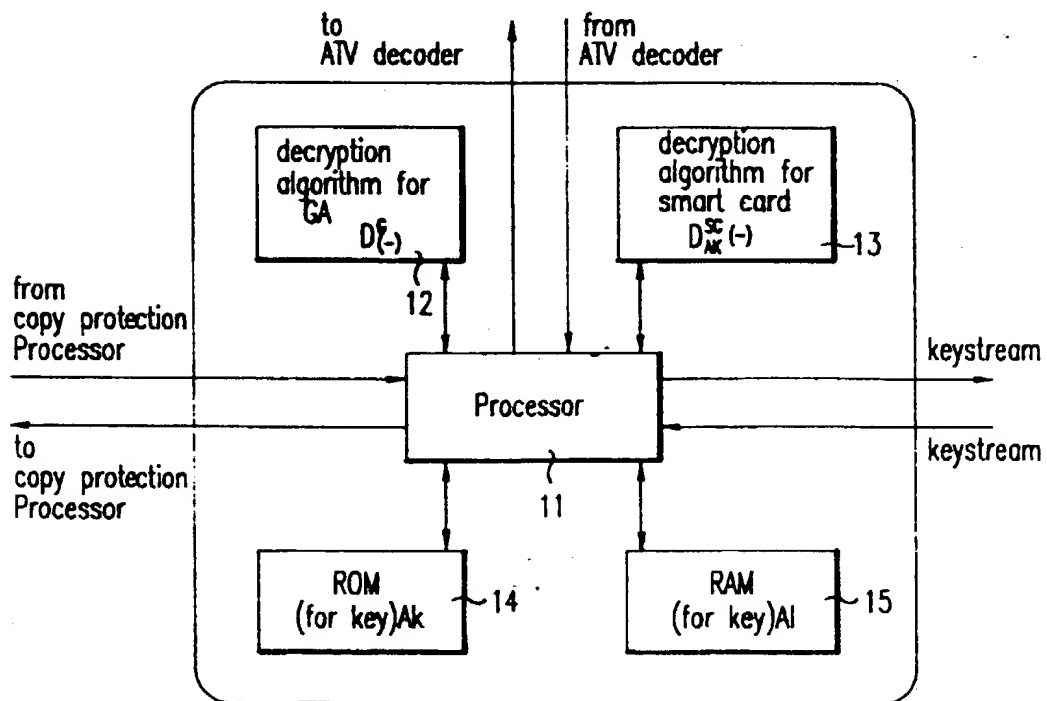 to
ATV decoder
from
ATV decoder
decryption
algorithm for
GA
12
decryption
algorithm for
smart card
D_AK^SC(-)
13
from
copy protection
Processor
keystream
Processor
11
to
copy protection
Processor
keystream
ROM
(for key)Ak
14
RAM
(for key)Al
15